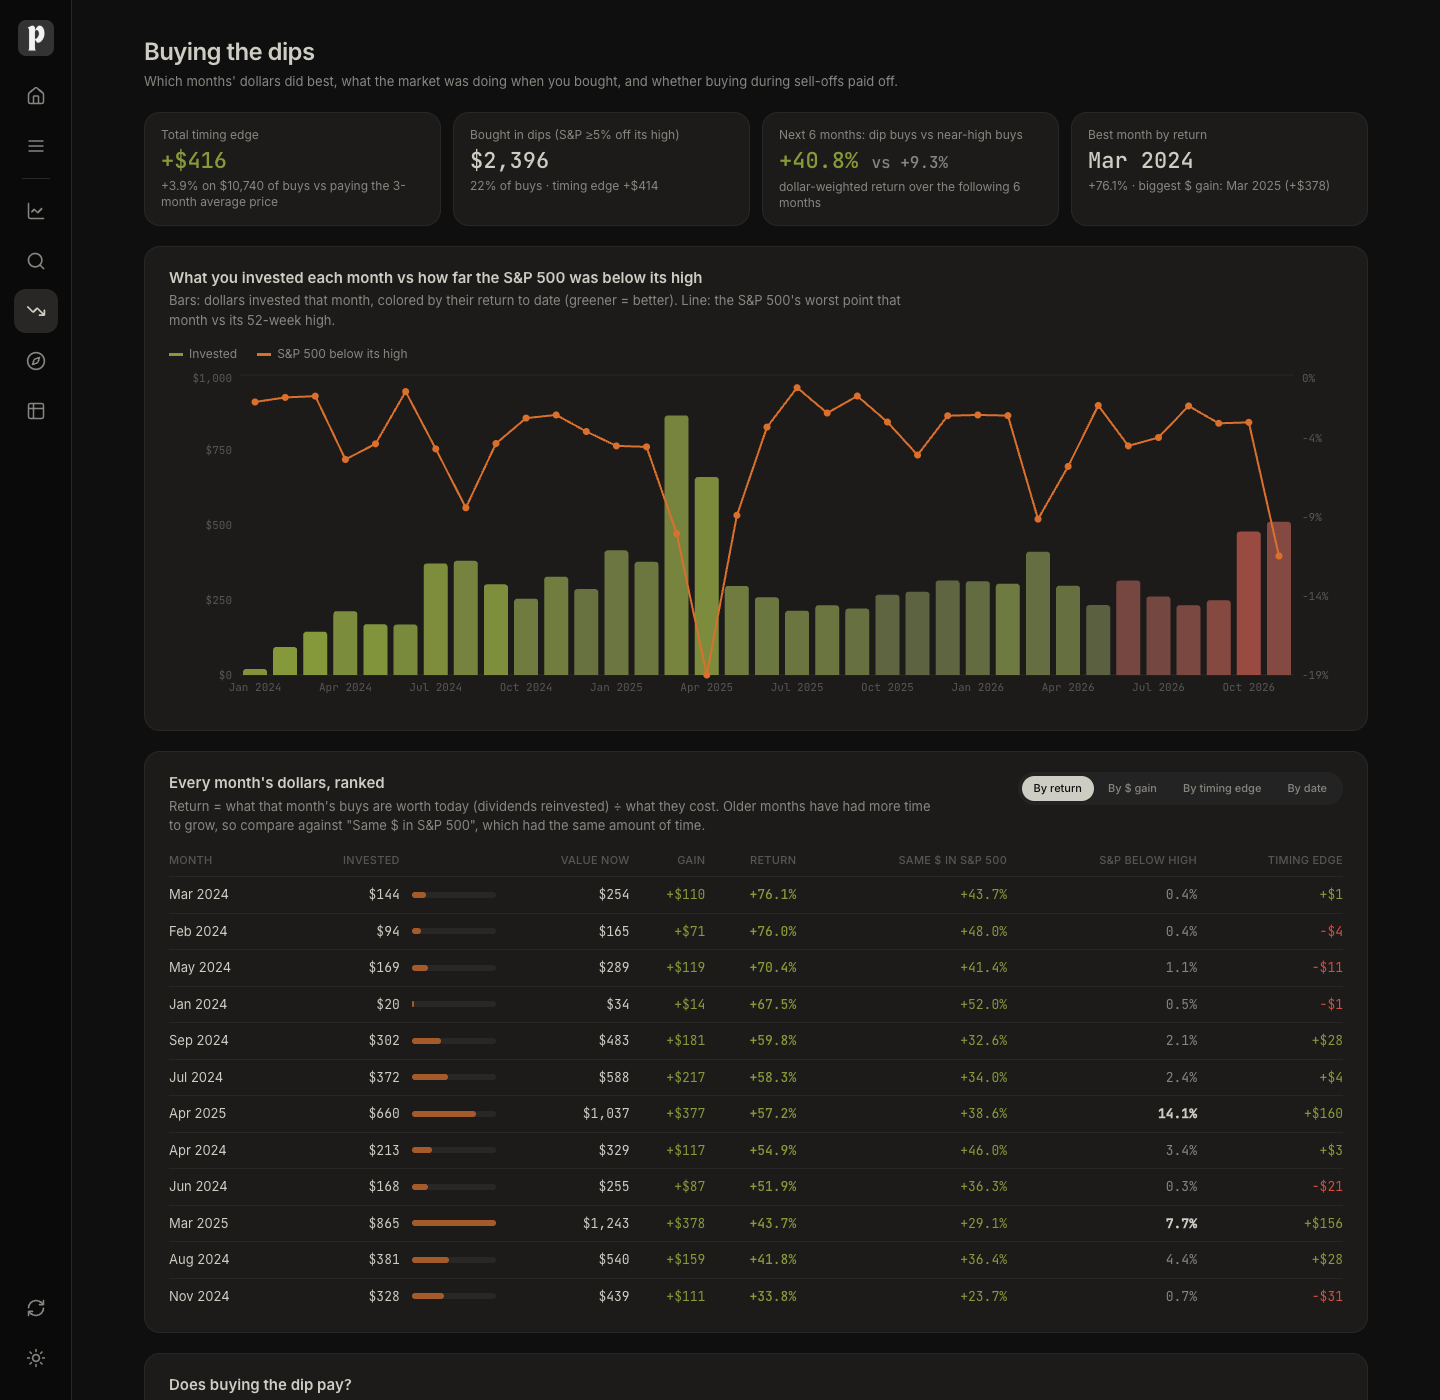 p
Buying the dips
Which months' dollars did best, what the market was doing when you bought, and whether buying during sell-offs paid off.
Total timing edge
+$416
+3.9% on $10,740 of buys vs paying the 3-
month average price
Bought in dips (S&P ≥5% off its high)
$2,396
22% of buys · timing edge +$414
Next 6 months: dip buys vs near-high buys
+40.8% vs +9.3%
dollar-weighted return over the following 6
months
Best month by return
Mar 2024
+76.1% · biggest $ gain: Mar 2025 (+$378)
What you invested each month vs how far the S&P 500 was below its high
Bars: dollars invested that month, colored by their return to date (greener = better). Line: the S&P 500's worst point that
month vs its 52-week high.
Invested S&P 500 below its high
$1,000 0%
-4%
$750
$500 -9%
$250 -14%
$0 -19%
Jan 2024 Apr 2024 Jul 2024 Oct 2024 Jan 2025 Apr 2025 Jul 2025 Oct 2025 Jan 2026 Apr 2026 Jul 2026 Oct 2026
Every month's dollars, ranked
By return By $ gain By timing edge By date
Return = what that month's buys are worth today (dividends reinvested) ÷ what they cost. Older months have had more time
to grow, so compare against "Same $ in S&P 500", which had the same amount of time.
MONTH INVESTED VALUE NOW GAIN RETURN SAME $ IN S&P 500 S&P BELOW HIGH TIMING EDGE
Mar 2024 $144 $254 +$110 +76.1% +43.7% 0.4% +$1
Feb 2024 $94 $165 +$71 +76.0% +48.0% 0.4% -$4
May 2024 $169 $289 +$119 +70.4% +41.4% 1.1% -$11
Jan 2024 $20 $34 +$14 +67.5% +52.0% 0.5% -$1
Sep 2024 $302 $483 +$181 +59.8% +32.6% 2.1% +$28
Jul 2024 $372 $588 +$217 +58.3% +34.0% 2.4% +$4
Apr 2025 $660 $1,037 +$377 +57.2% +38.6% 14.1% +$160
Apr 2024 $213 $329 +$117 +54.9% +46.0% 3.4% +$3
Jun 2024 $168 $255 +$87 +51.9% +36.3% 0.3% -$21
Mar 2025 $865 $1,243 +$378 +43.7% +29.1% 7.7% +$156
Aug 2024 $381 $540 +$159 +41.8% +36.4% 4.4% +$28
Nov 2024 $328 $439 +$111 +33.8% +23.7% 0.7% -$31
Does buying the dip pay?